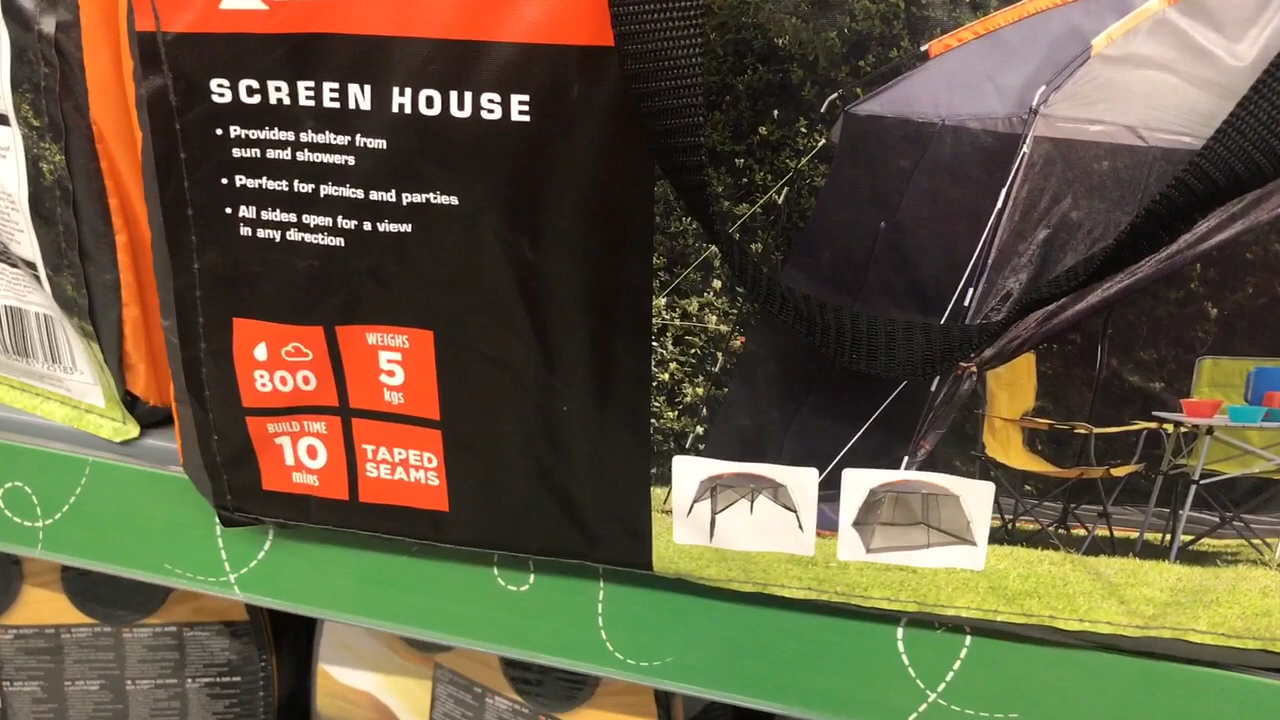 SCREEN HOUSE
• Provides shelter from
sun and showers
• Perfect for picnics and parties
• All sides open for a view
in any direction
800
WEIGHS
5
kgs
BUILD TIME
10
mins
TAPED
SEAMS